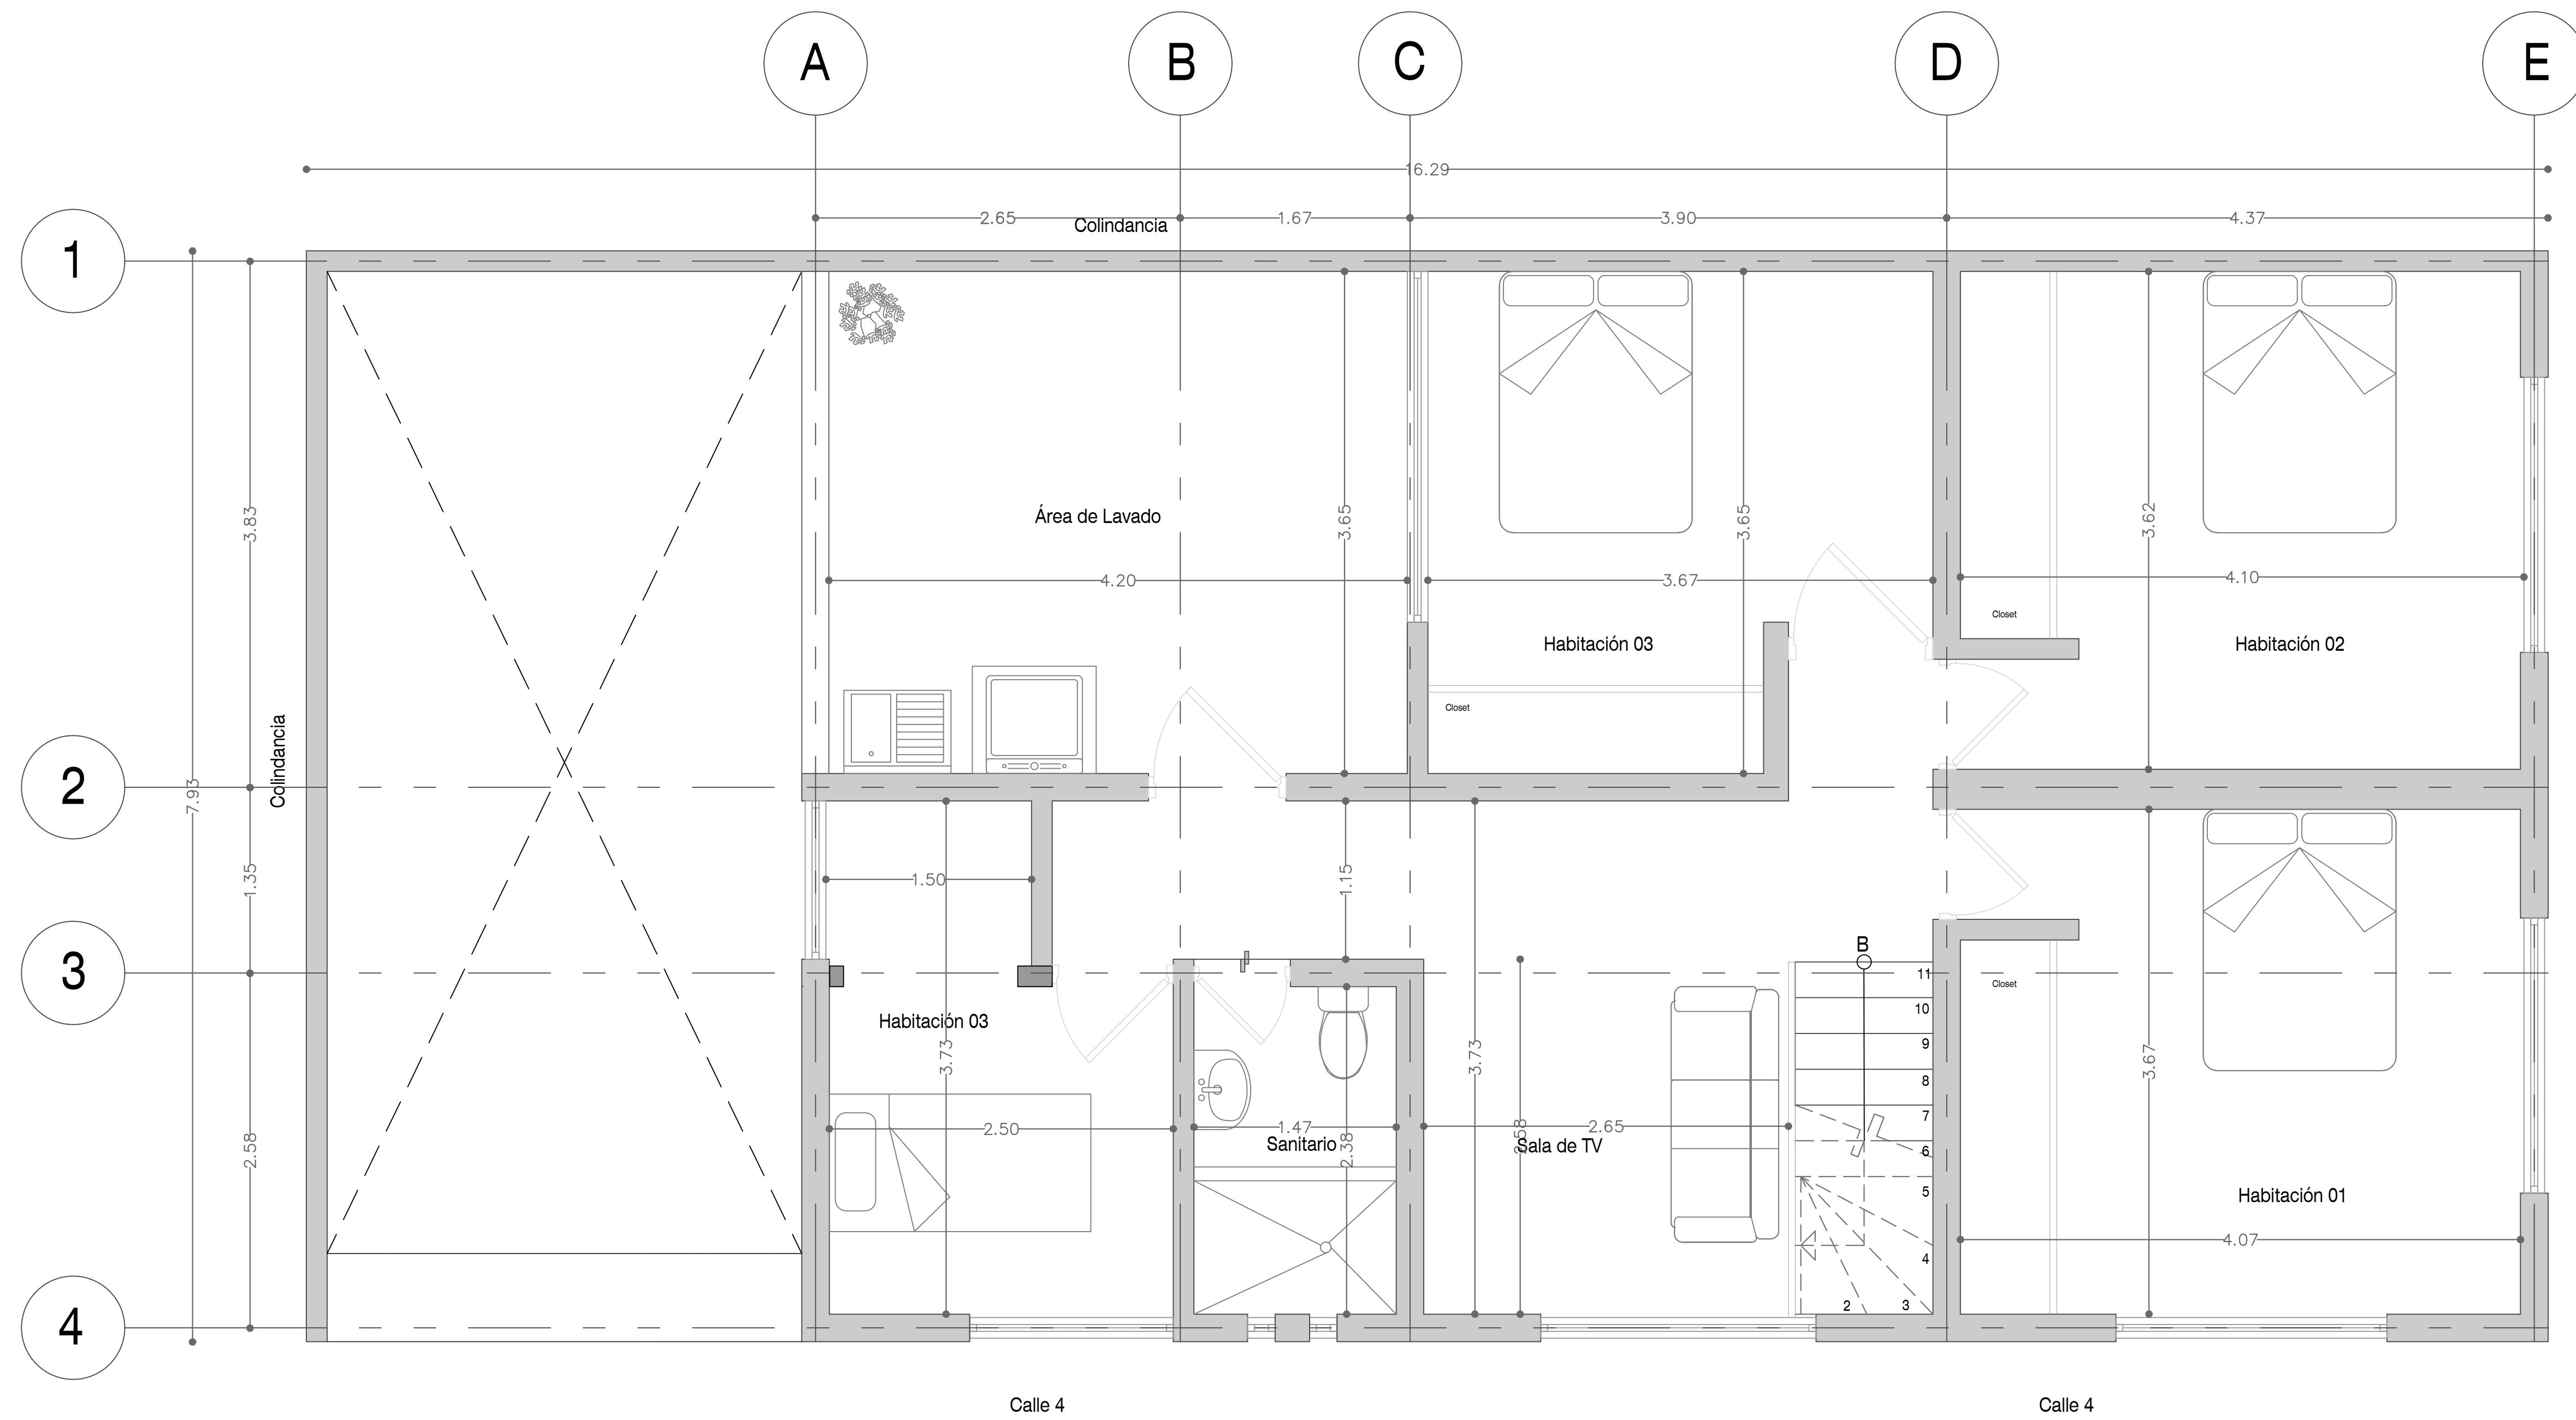 A
B
C
D
E
16.29
2.65
1.67
3.90
4.37
Colindancia
1
3.83
3.65
3.65
3.62
Área de Lavado
4.20
3.67
4.10
Closet
Habitación 03
Habitación 02
Closet
Colindancia
2
7.93
1.35
1.50
1.15
B
3
11
Closet
10
Habitación 03
9
3.73
3.73
3.67
8
7
2.58
2.50
1.47
2.58
2.65
Sanitario
2.38
Sala de TV
6
5
Habitación 01
4.07
4
2
3
4
Calle 4
Calle 4